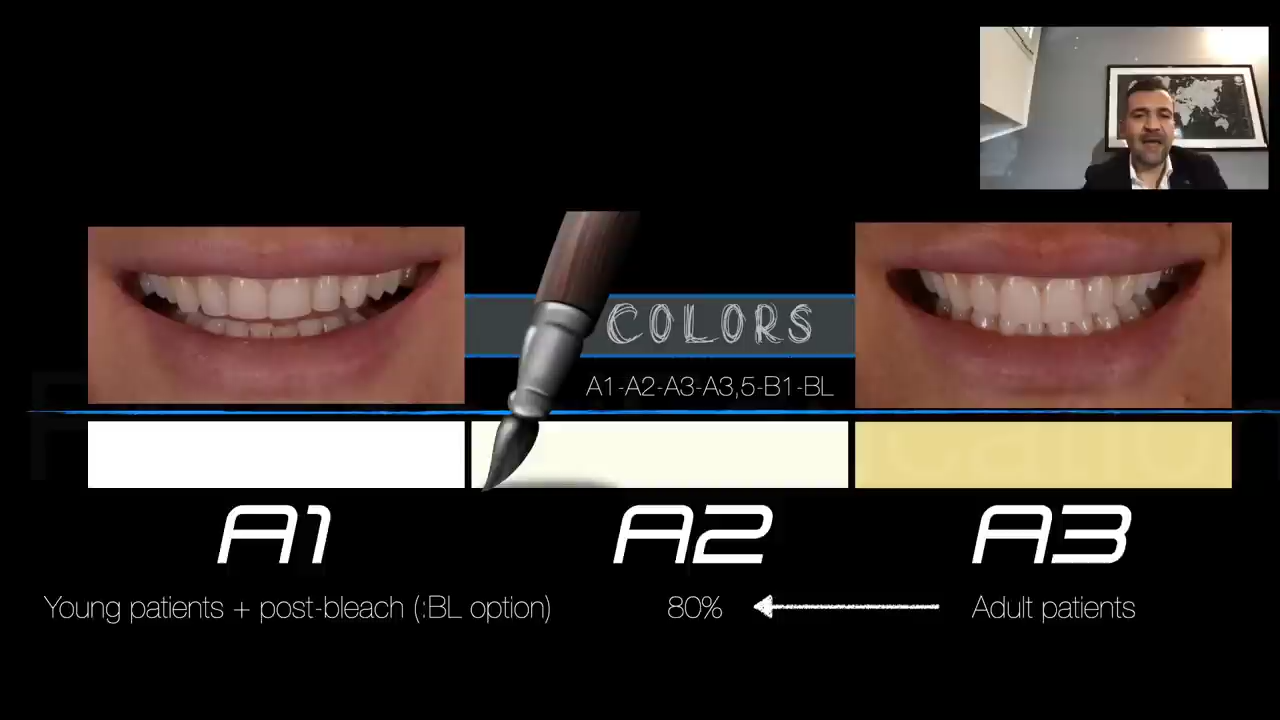 COLORS
A1-A2-A3-A3,5-B1-BL
A1
A2
A3
Young patients + post-bleach (:BL option)
80%
Adult patients